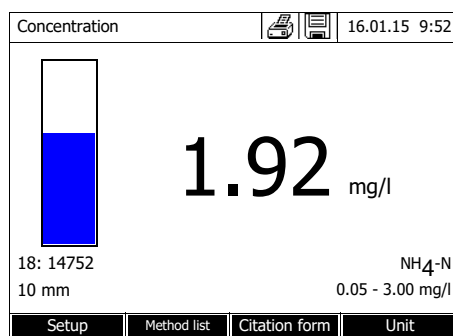 Concentration 16.01.15 9:52
1.92 mg/l
18: 14752 NH4-N
10 mm 0.05 - 3.00 mg/l
Setup Method list Citation form Unit